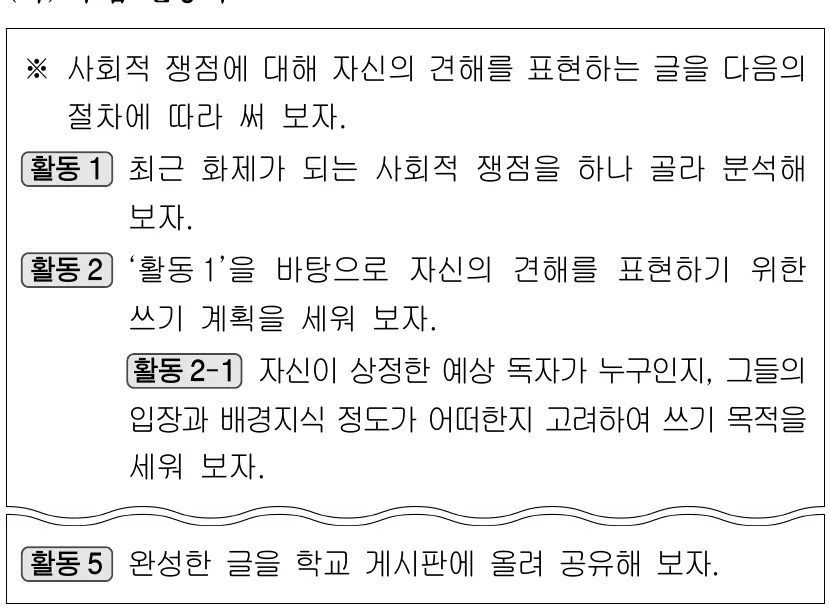 ※ 사회적 쟁점에 대해 자신의 견해를 표현하는 글을 다음의
절차에 따라 써 보자.
활동 1 최근 화제가 되는 사회적 쟁점을 하나 골라 분석해
보자.
활동 2 ‘활동 1’을 바탕으로 자신의 견해를 표현하기 위한
쓰기 계획을 세워 보자.
활동 2-1 자신이 상정한 예상 독자가 누구인지, 그들의
입장과 배경지식 정도가 어떠한지 고려하여 쓰기 목적을
세워 보자.
활동 5 완성한 글을 학교 게시판에 올려 공유해 보자.